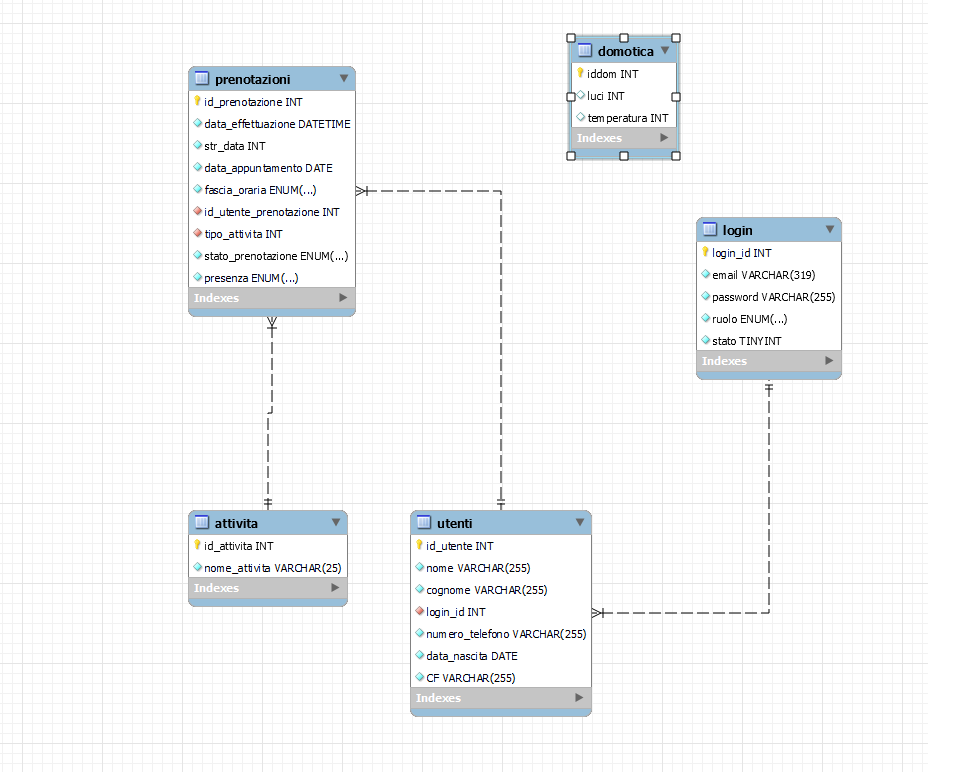 prenotazioni
id_prenotazione INT
data_effettuazione DATETIME
str_data INT
data_appuntamento DATE
fascia_oraria ENUM(...)
id_utente_prenotazione INT
tipo_attivita INT
stato_prenotazione ENUM(...)
presenza ENUM(...)
Indexes
domotica
iddom INT
luci INT
temperatura INT
Indexes
login
login_id INT
email VARCHAR(319)
password VARCHAR(255)
ruolo ENUM(...)
stato TINYINT
Indexes
attivita
id_attivita INT
nome_attivita VARCHAR(25)
Indexes
utenti
id_utente INT
nome VARCHAR(255)
cognome VARCHAR(255)
login_id INT
numero_telefono VARCHAR(255)
data_nascita DATE
CF VARCHAR(255)
Indexes